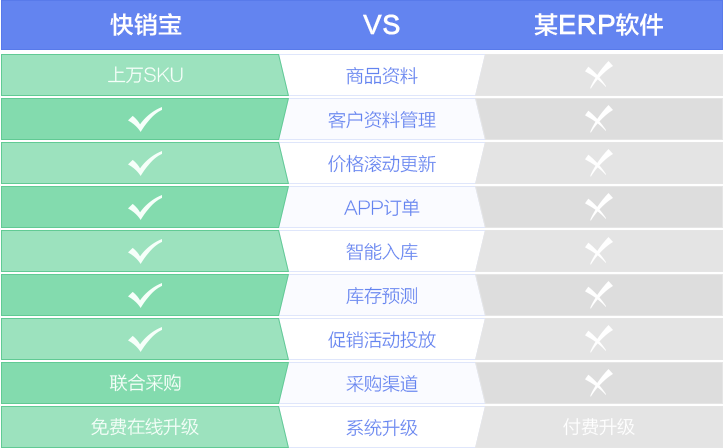 快销宝 VS 某ERP软件
上万SKU 商品资料
客户资料管理
价格滚动更新
APP订单
智能入库
库存预测
促销活动投放
联合采购 采购渠道
免费在线升级 系统升级 付费升级